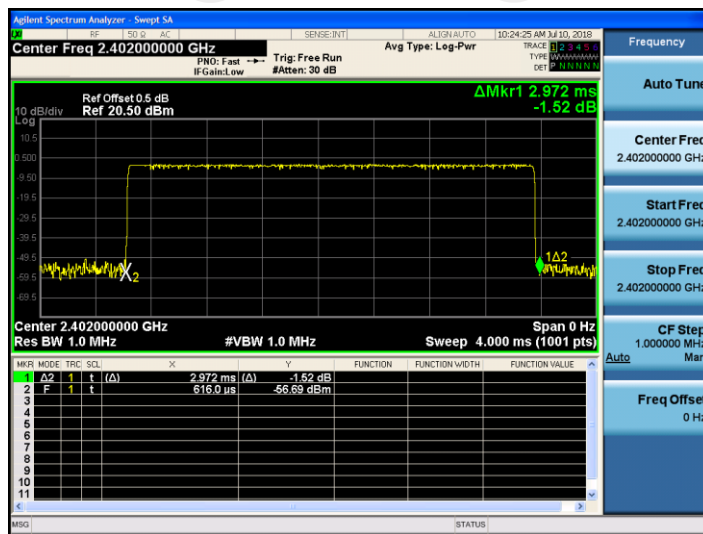 Agilent Spectrum Analyzer - Swept SA
RF 50 Ω AC SENSE:INT ALIGN AUTO 10:24:25 AM Jul 10, 2018
Center Freq 2.402000000 GHz
PNO: Fast
IFGain:Low
Trig: Free Run
#Atten: 30 dB
Avg Type: Log-Pwr
TRACE 1 2 3 4 5 6
TYPE W
DET P N N N N N
ΔMkr1 2.972 ms
-1.52 dB
Ref Offset 0.5 dB
10 dB/div Ref 20.50 dBm
Log
10.5
0.500
-9.50
-19.5
-29.5
-39.5
-49.5
-59.5
-69.5
X2
1Δ2
Center 2.402000000 GHz Span 0 Hz
Res BW 1.0 MHz #VBW 1.0 MHz Sweep 4.000 ms (1001 pts)
MKR MODE TRC SCL X Y FUNCTION FUNCTION WIDTH FUNCTION VALUE
1 Δ2 1 t (Δ) 2.972 ms (Δ) -1.52 dB
2 F 1 t 616.0 µs -56.69 dBm
3
4
5
6
7
8
9
10
11
MSG STATUS
Frequency
Auto Tune
Center Freq
2.402000000 GHz
Start Freq
2.402000000 GHz
Stop Freq
2.402000000 GHz
CF Step
1.000000 MHz
Auto Man
Freq Offset
0 Hz